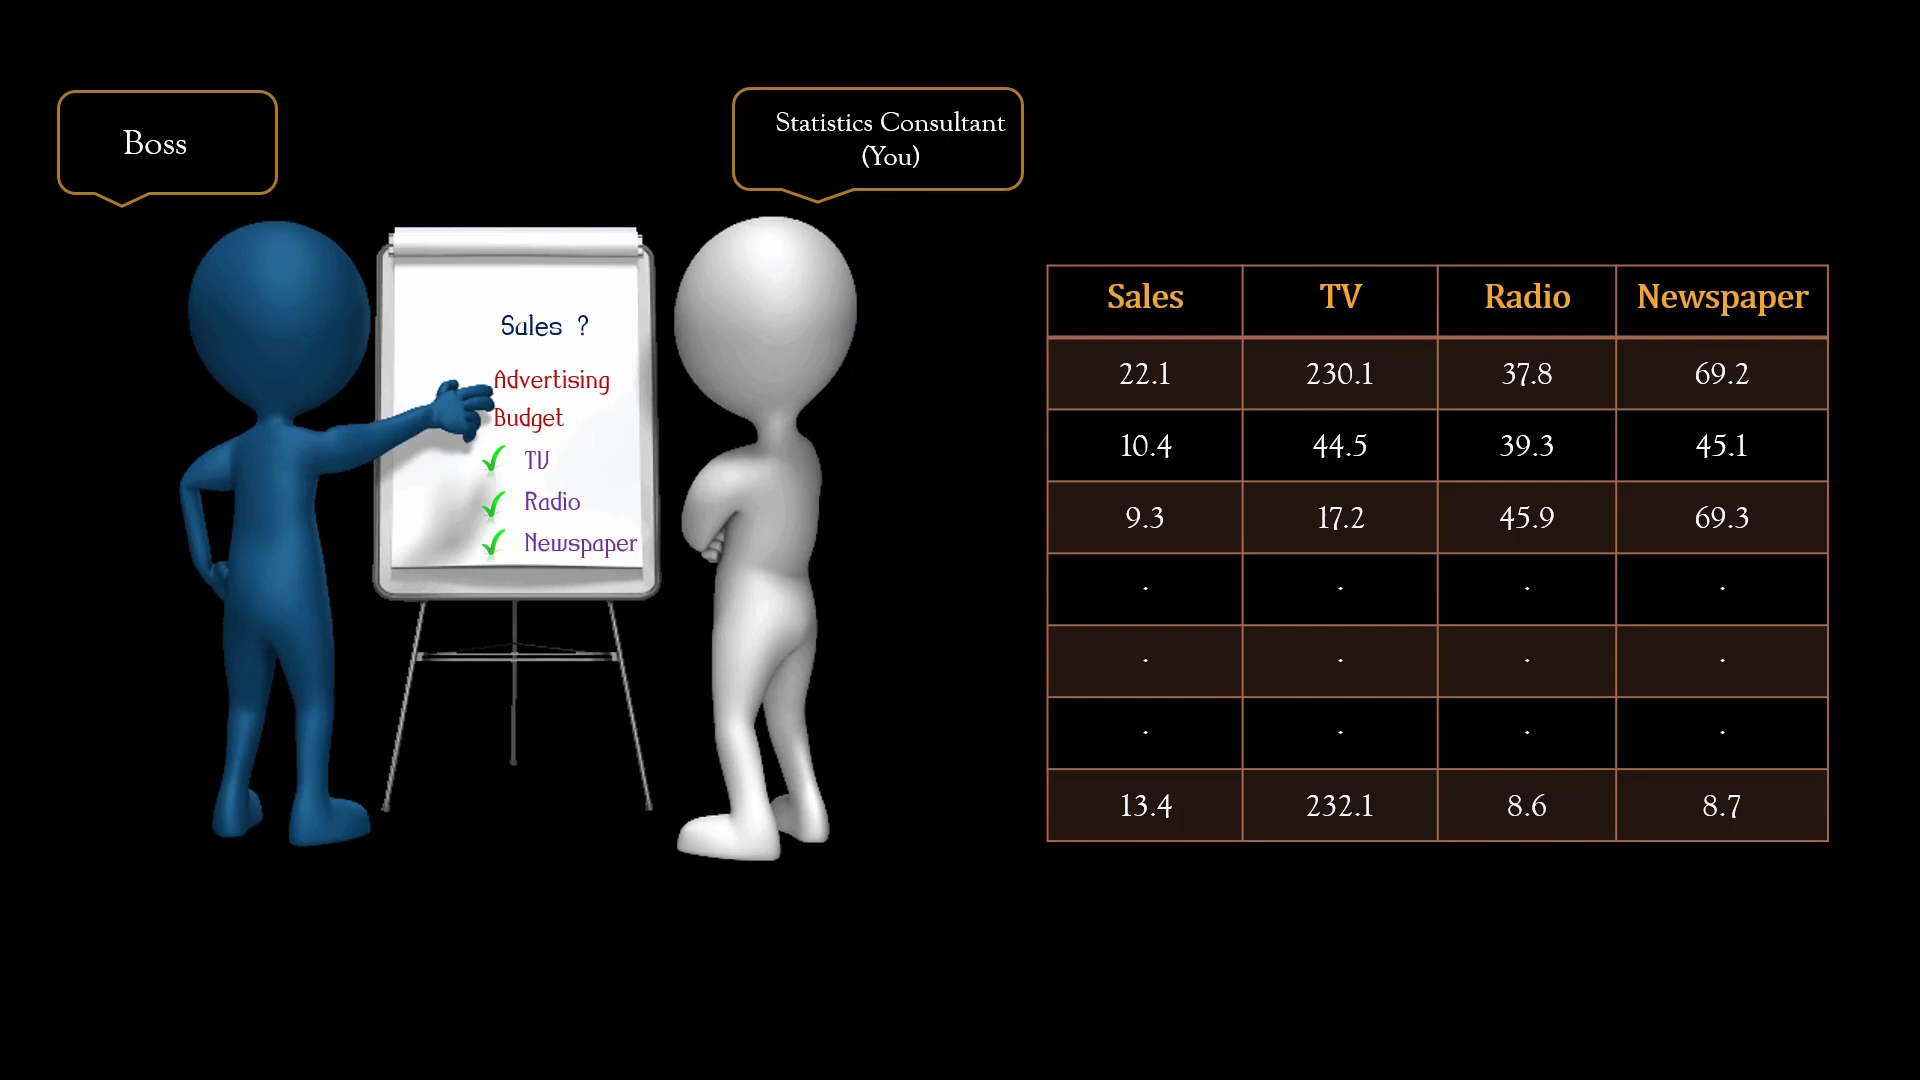 Boss
Statistics Consultant
(You)
Sales ?
Advertising
Budget
TV
Radio
Newspaper
Sales TV Radio Newspaper
22.1 230.1 37.8 69.2
10.4 44.5 39.3 45.1
9.3 17.2 45.9 69.3
. . . .
. . . .
. . . .
13.4 232.1 8.6 8.7